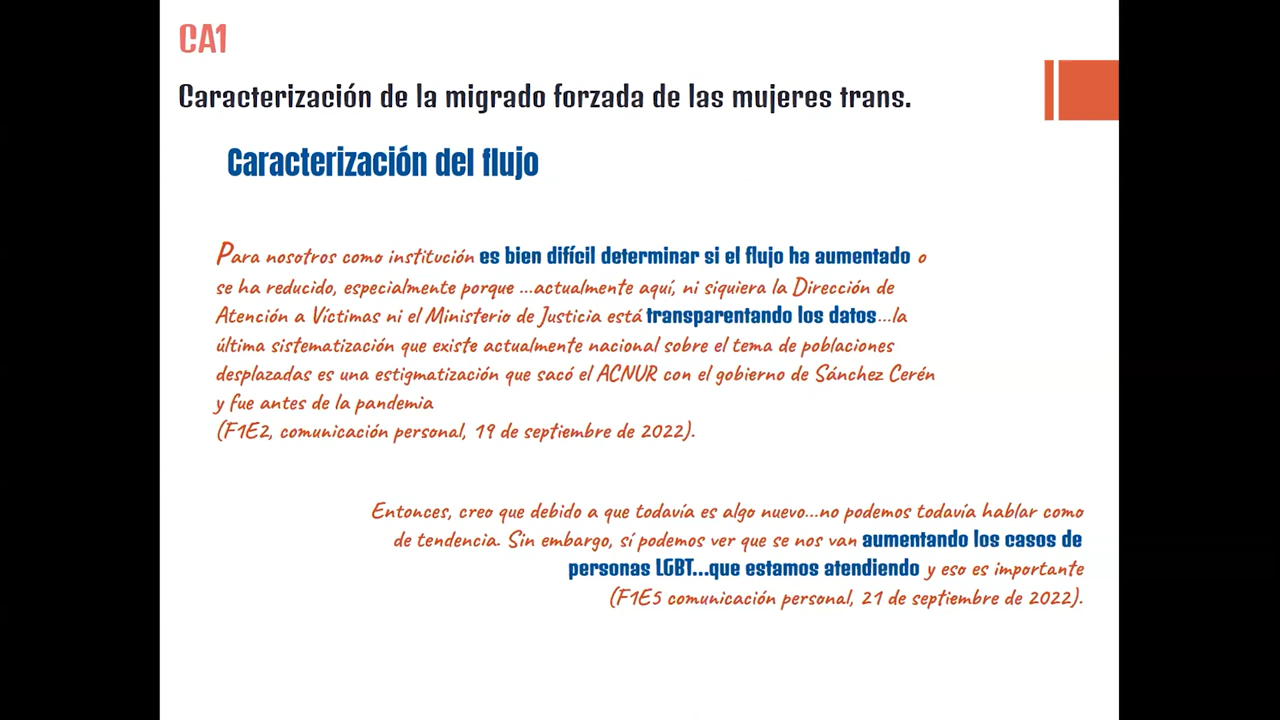 CA1
Caracterización de la migrado forzada de las mujeres trans.
Caracterización del flujo
Para nosotros como institución es bien difícil determinar si el flujo ha aumentado o
se ha reducido, especialmente porque ...actualmente aquí, ni siquiera la Dirección de
Atención a Víctimas ni el Ministerio de Justicia está transparentando los datos...la
última sistematización que existe actualmente nacional sobre el tema de poblaciones
desplazadas es una estigmatización que sacó el ACNUR con el gobierno de Sánchez Cerén
y fue antes de la pandemia
(F1E2, comunicación personal, 19 de septiembre de 2022).
Entonces, creo que debido a que todavía es algo nuevo...no podemos todavía hablar como
de tendencia. Sin embargo, sí podemos ver que se nos van aumentando los casos de
personas LGBT...que estamos atendiendo y eso es importante
(F1E5 comunicación personal, 21 de septiembre de 2022).